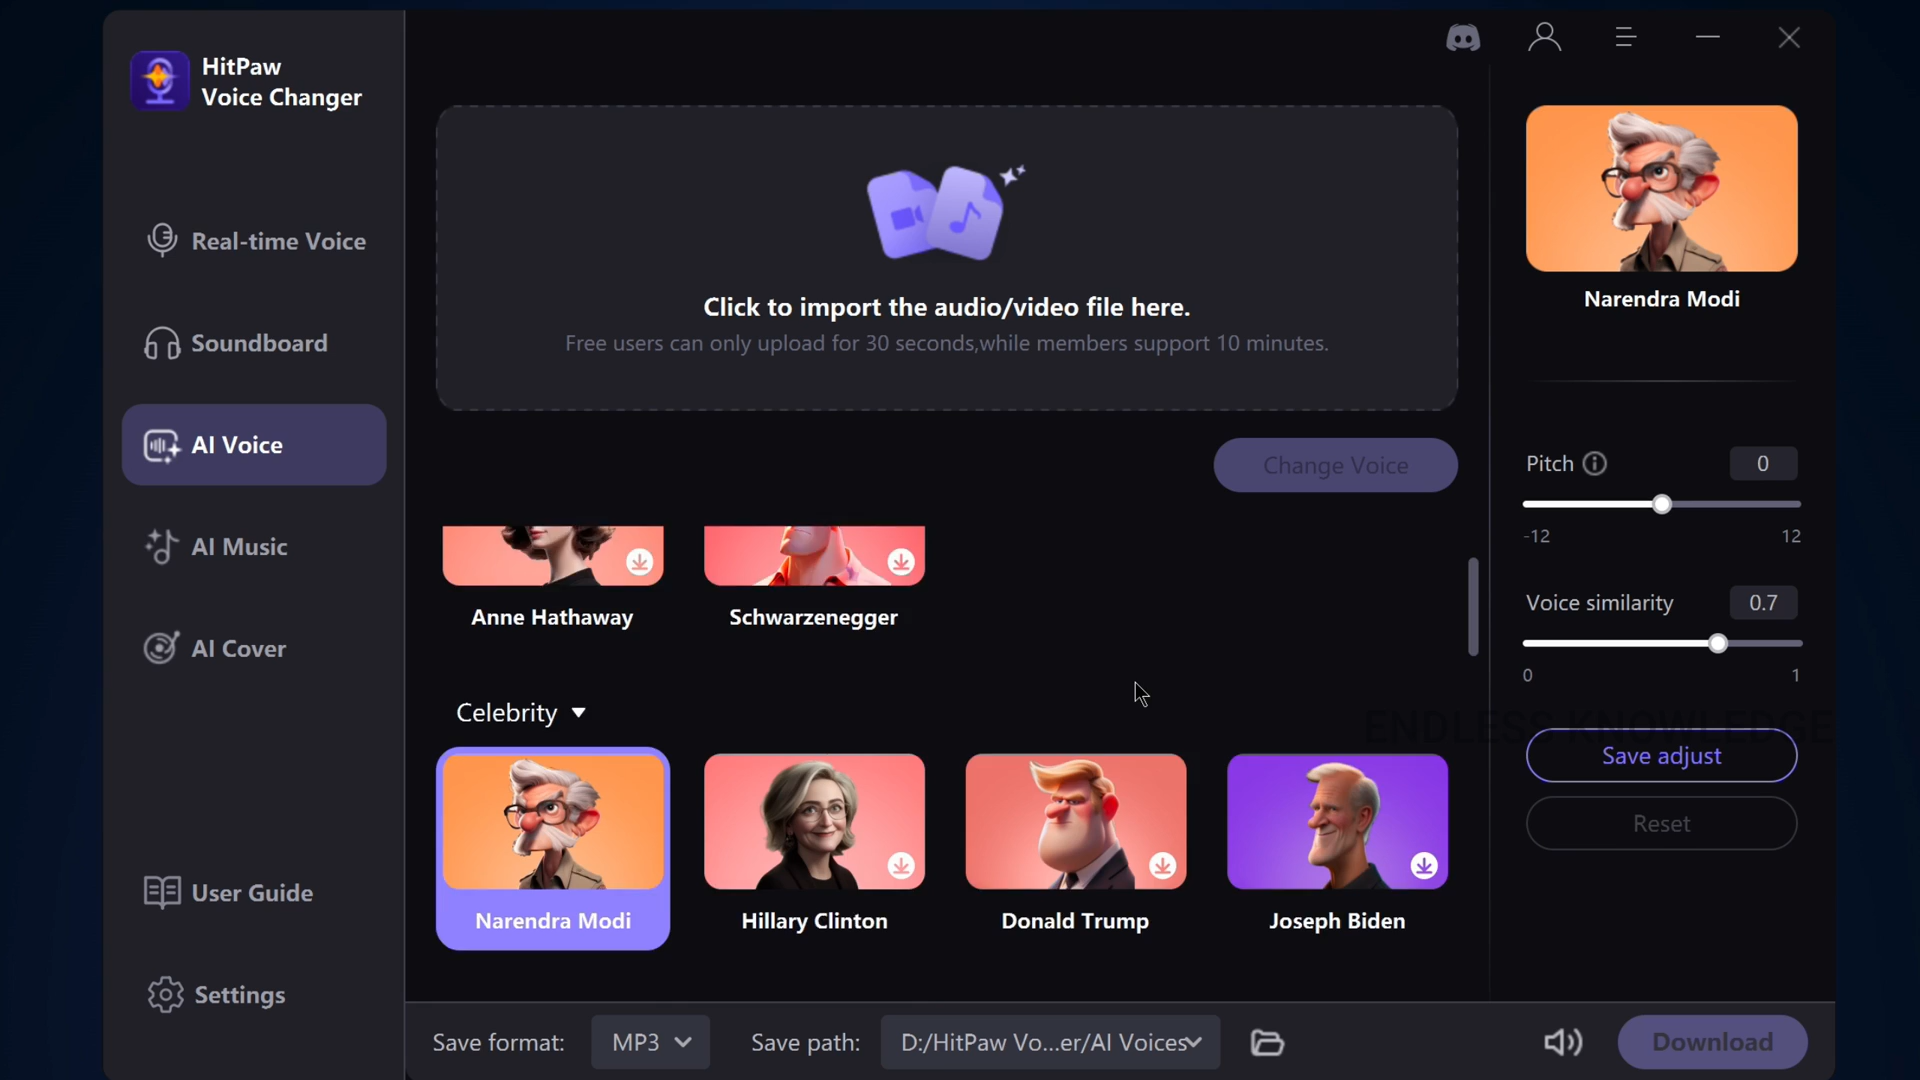 HitPaw
Voice Changer
Real-time Voice
Soundboard
AI Voice
AI Music
AI Cover
User Guide
Settings
Click to import the audio/video file here.
Free users can only upload for 30 seconds,while members support 10 minutes.
Change Voice
Anne Hathaway
Schwarzenegger
Celebrity
Narendra Modi
Hillary Clinton
Donald Trump
Joseph Biden
Narendra Modi
Pitch
0
-12
12
Voice similarity
0.7
0
1
ENDLESS KNOWLEDGE
Save adjust
Reset
Save format:
MP3
Save path:
D:/HitPaw Vo...er/AI Voices
Download